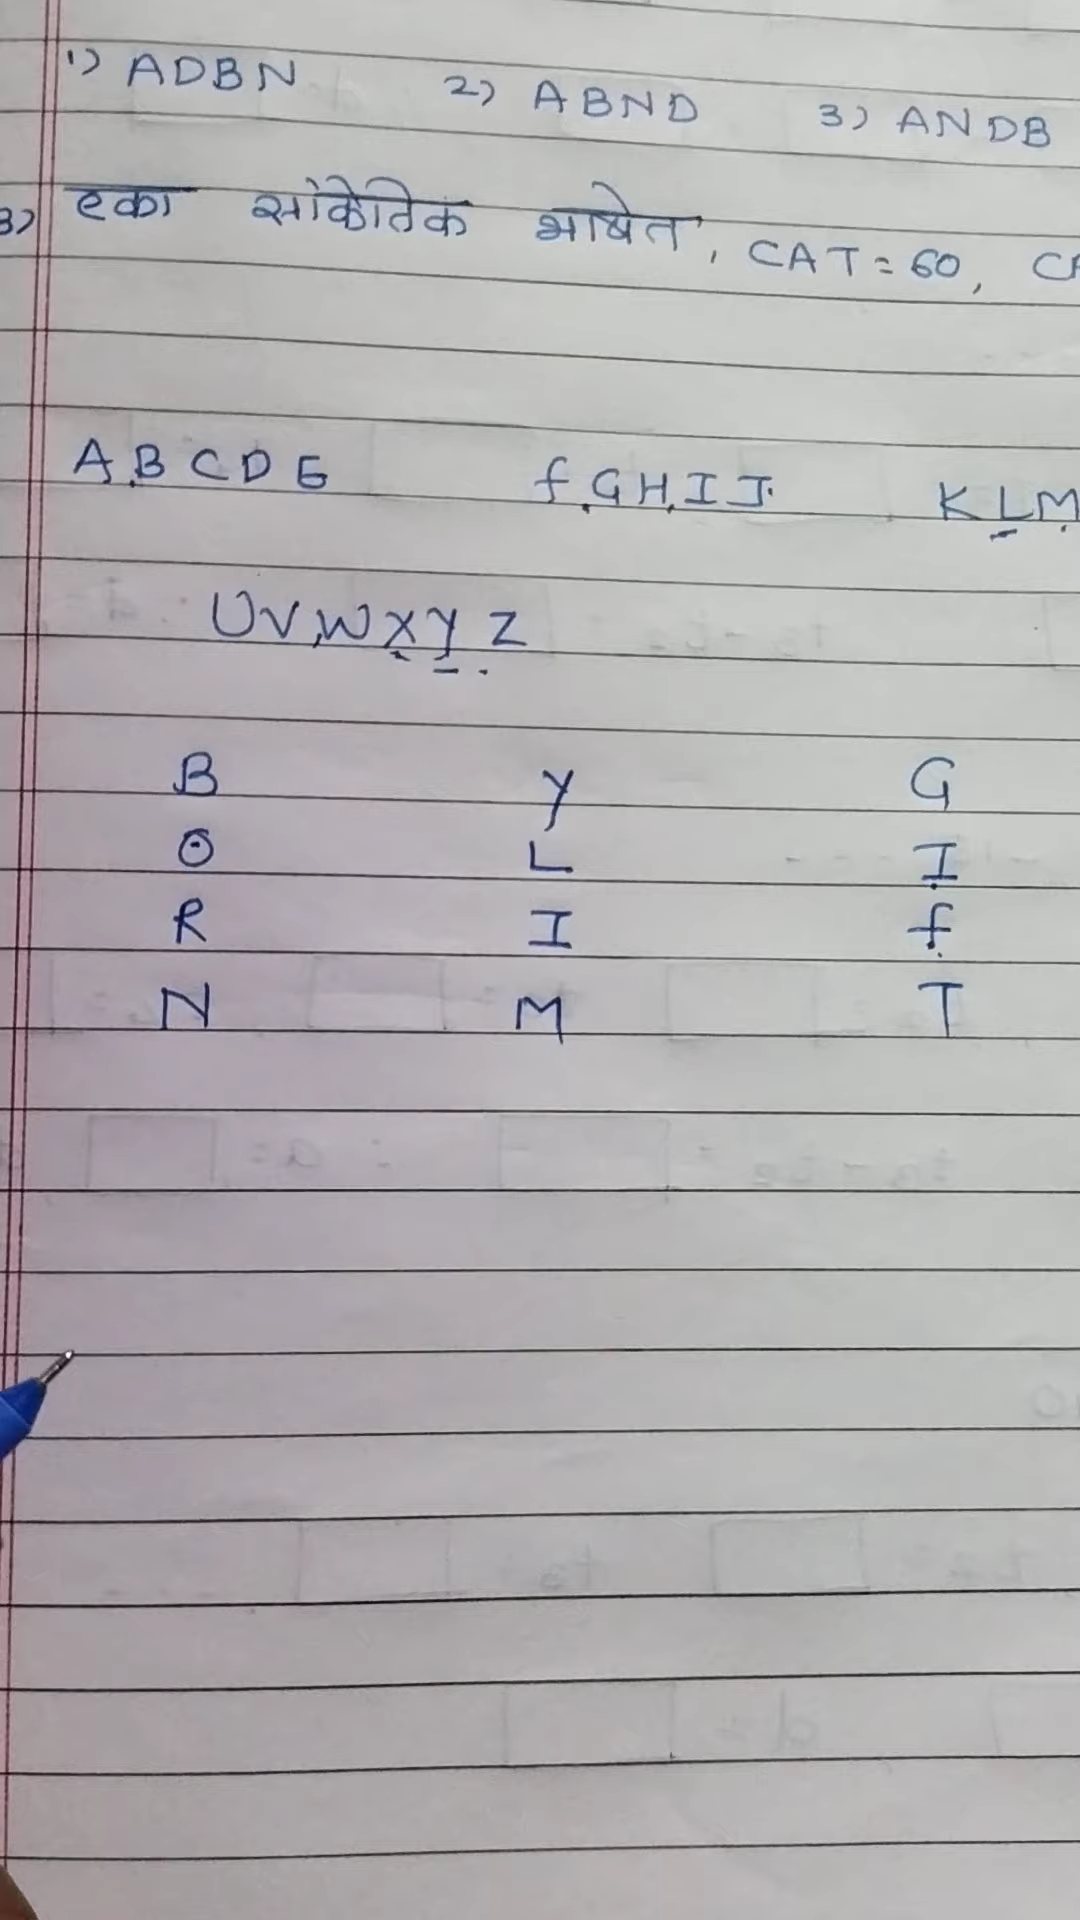 1) ADBN 2) ABND 3) ANDB
3) एका सांकेतिक भाषेत, CAT = 60,
A B C D E f G H I J K L M
U V W X Y Z
B Y G
O L I
R I f
N M T